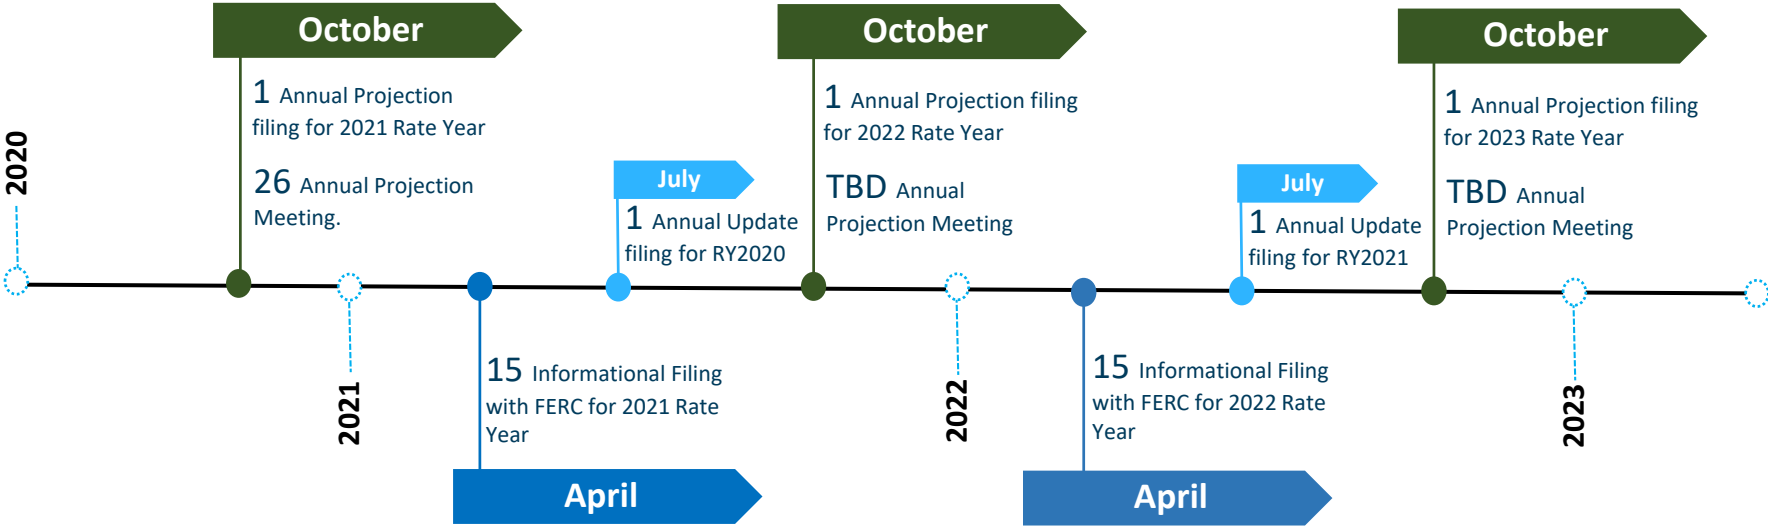 2020
October
1 Annual Projection
filing for 2021 Rate Year
26 Annual Projection
Meeting.
2021
15 Informational Filing
with FERC for 2021 Rate
Year
April
July
1 Annual Update
filing for RY2020
October
1 Annual Projection filing
for 2022 Rate Year
TBD Annual
Projection Meeting
2022
15 Informational Filing
with FERC for 2022 Rate
Year
April
July
1 Annual Update
filing for RY2021
October
1 Annual Projection filing
for 2023 Rate Year
TBD Annual
Projection Meeting
2023